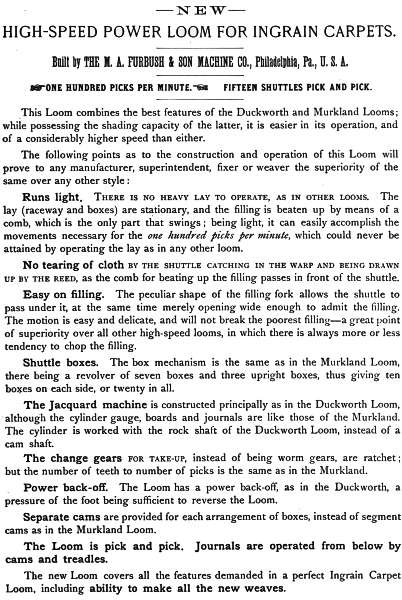 —NEW—
HIGH-SPEED POWER LOOM FOR INGRAIN CARPETS.
Built by THE M. A. FURBUSH & SON MACHINE CO., Philadelphia, Pa., U. S. A.
ONE HUNDRED PICKS PER MINUTE. FIFTEEN SHUTTLES PICK AND PICK.
This Loom combines the best features of the Duckworth and Murkland Looms;
while possessing the shading capacity of the latter, it is easier in its operation, and
of a considerably higher speed than either.
The following points as to the construction and operation of this Loom will
prove to any manufacturer, superintendent, fixer or weaver the superiority of the
same over any other style:
Runs light. THERE IS NO HEAVY LAY TO OPERATE, AS IN OTHER LOOMS. The
lay (raceway and boxes) are stationary, and the filling is beaten up by means of a
comb, which is the only part that swings; being light, it can easily accomplish the
movements necessary for the one hundred picks per minute, which could never be
attained by operating the lay as in any other loom.
No tearing of cloth BY THE SHUTTLE CATCHING IN THE WARP AND BEING DRAWN
UP BY THE REED, as the comb for beating up the filling passes in front of the shuttle.
Easy on filling. The peculiar shape of the filling fork allows the shuttle to
pass under it, at the same time merely opening wide enough to admit the filling.
The motion is easy and delicate, and will not break the poorest filling—a great point
of superiority over all other high-speed looms, in which there is always more or less
tendency to chop the filling.
Shuttle boxes. The box mechanism is the same as in the Murkland Loom,
there being a revolver of seven boxes and three upright boxes, thus giving ten
boxes on each side, or twenty in all.
The Jacquard machine is constructed principally as in the Duckworth Loom,
although the cylinder gauge, boards and journals are like those of the Murkland.
The cylinder is worked with the rock shaft of the Duckworth Loom, instead of a
cam shaft.
The change gears FOR TAKE-UP, instead of being worm gears, are ratchet;
but the number of teeth to number of picks is the same as in the Murkland.
Power back-off. The Loom has a power back-off, as in the Duckworth, a
pressure of the foot being sufficient to reverse the Loom.
Separate cams are provided for each arrangement of boxes, instead of segment
cams as in the Murkland Loom.
The Loom is pick and pick. Journals are operated from below by
cams and treadles.
The new Loom covers all the features demanded in a perfect Ingrain Carpet
Loom, including ability to make all the new weaves.